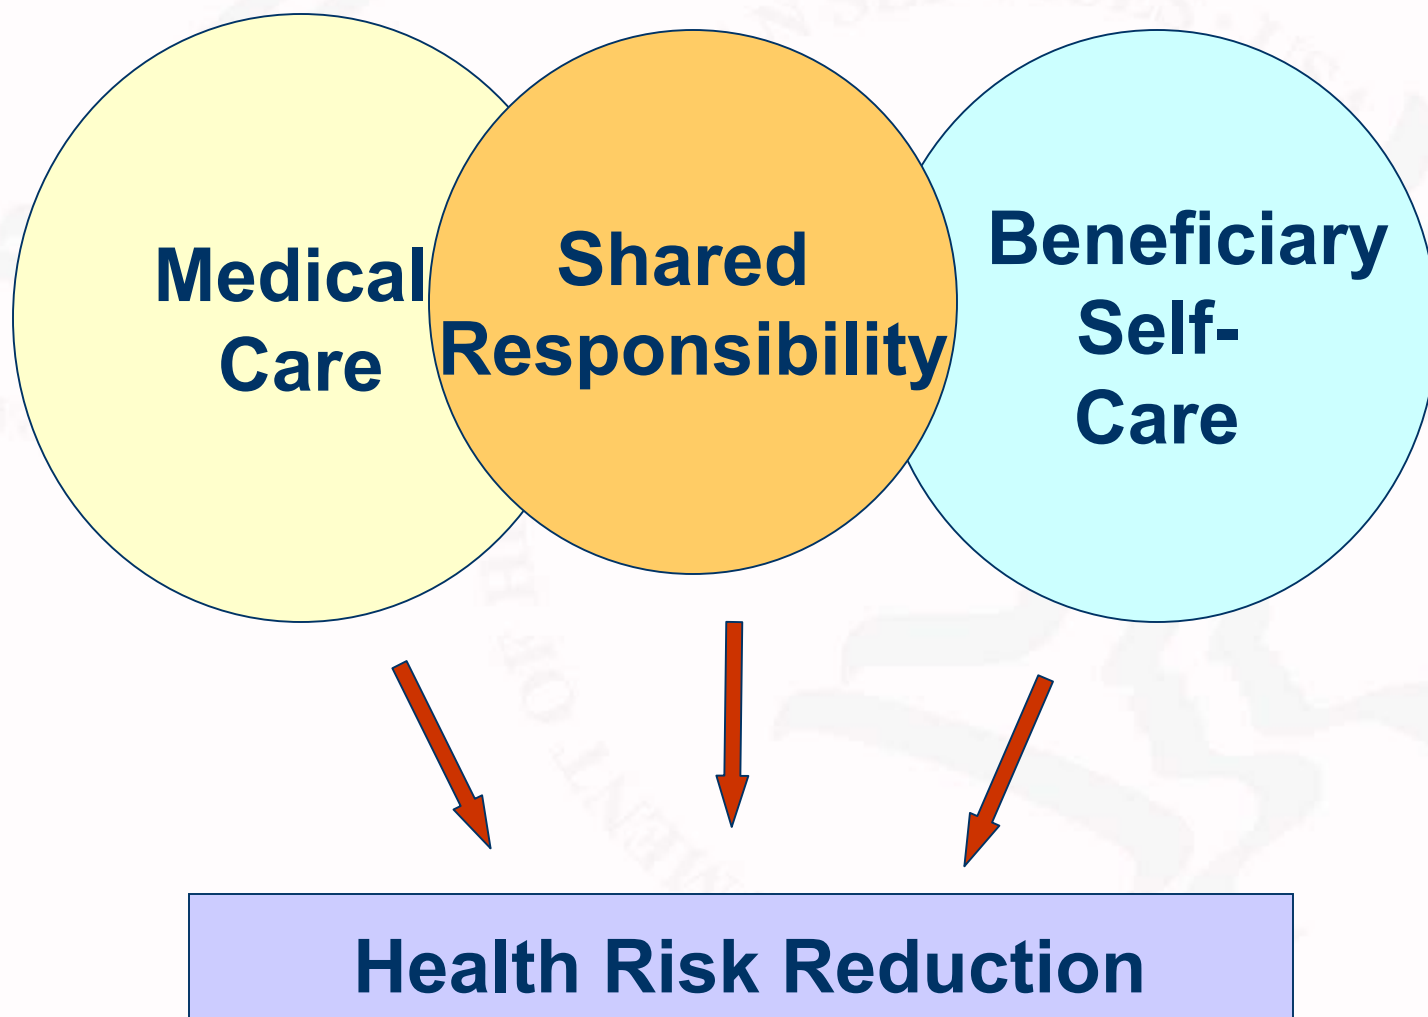 Medical
Care
Shared
Responsibility
Beneficiary
Self-
Care
Health Risk Reduction